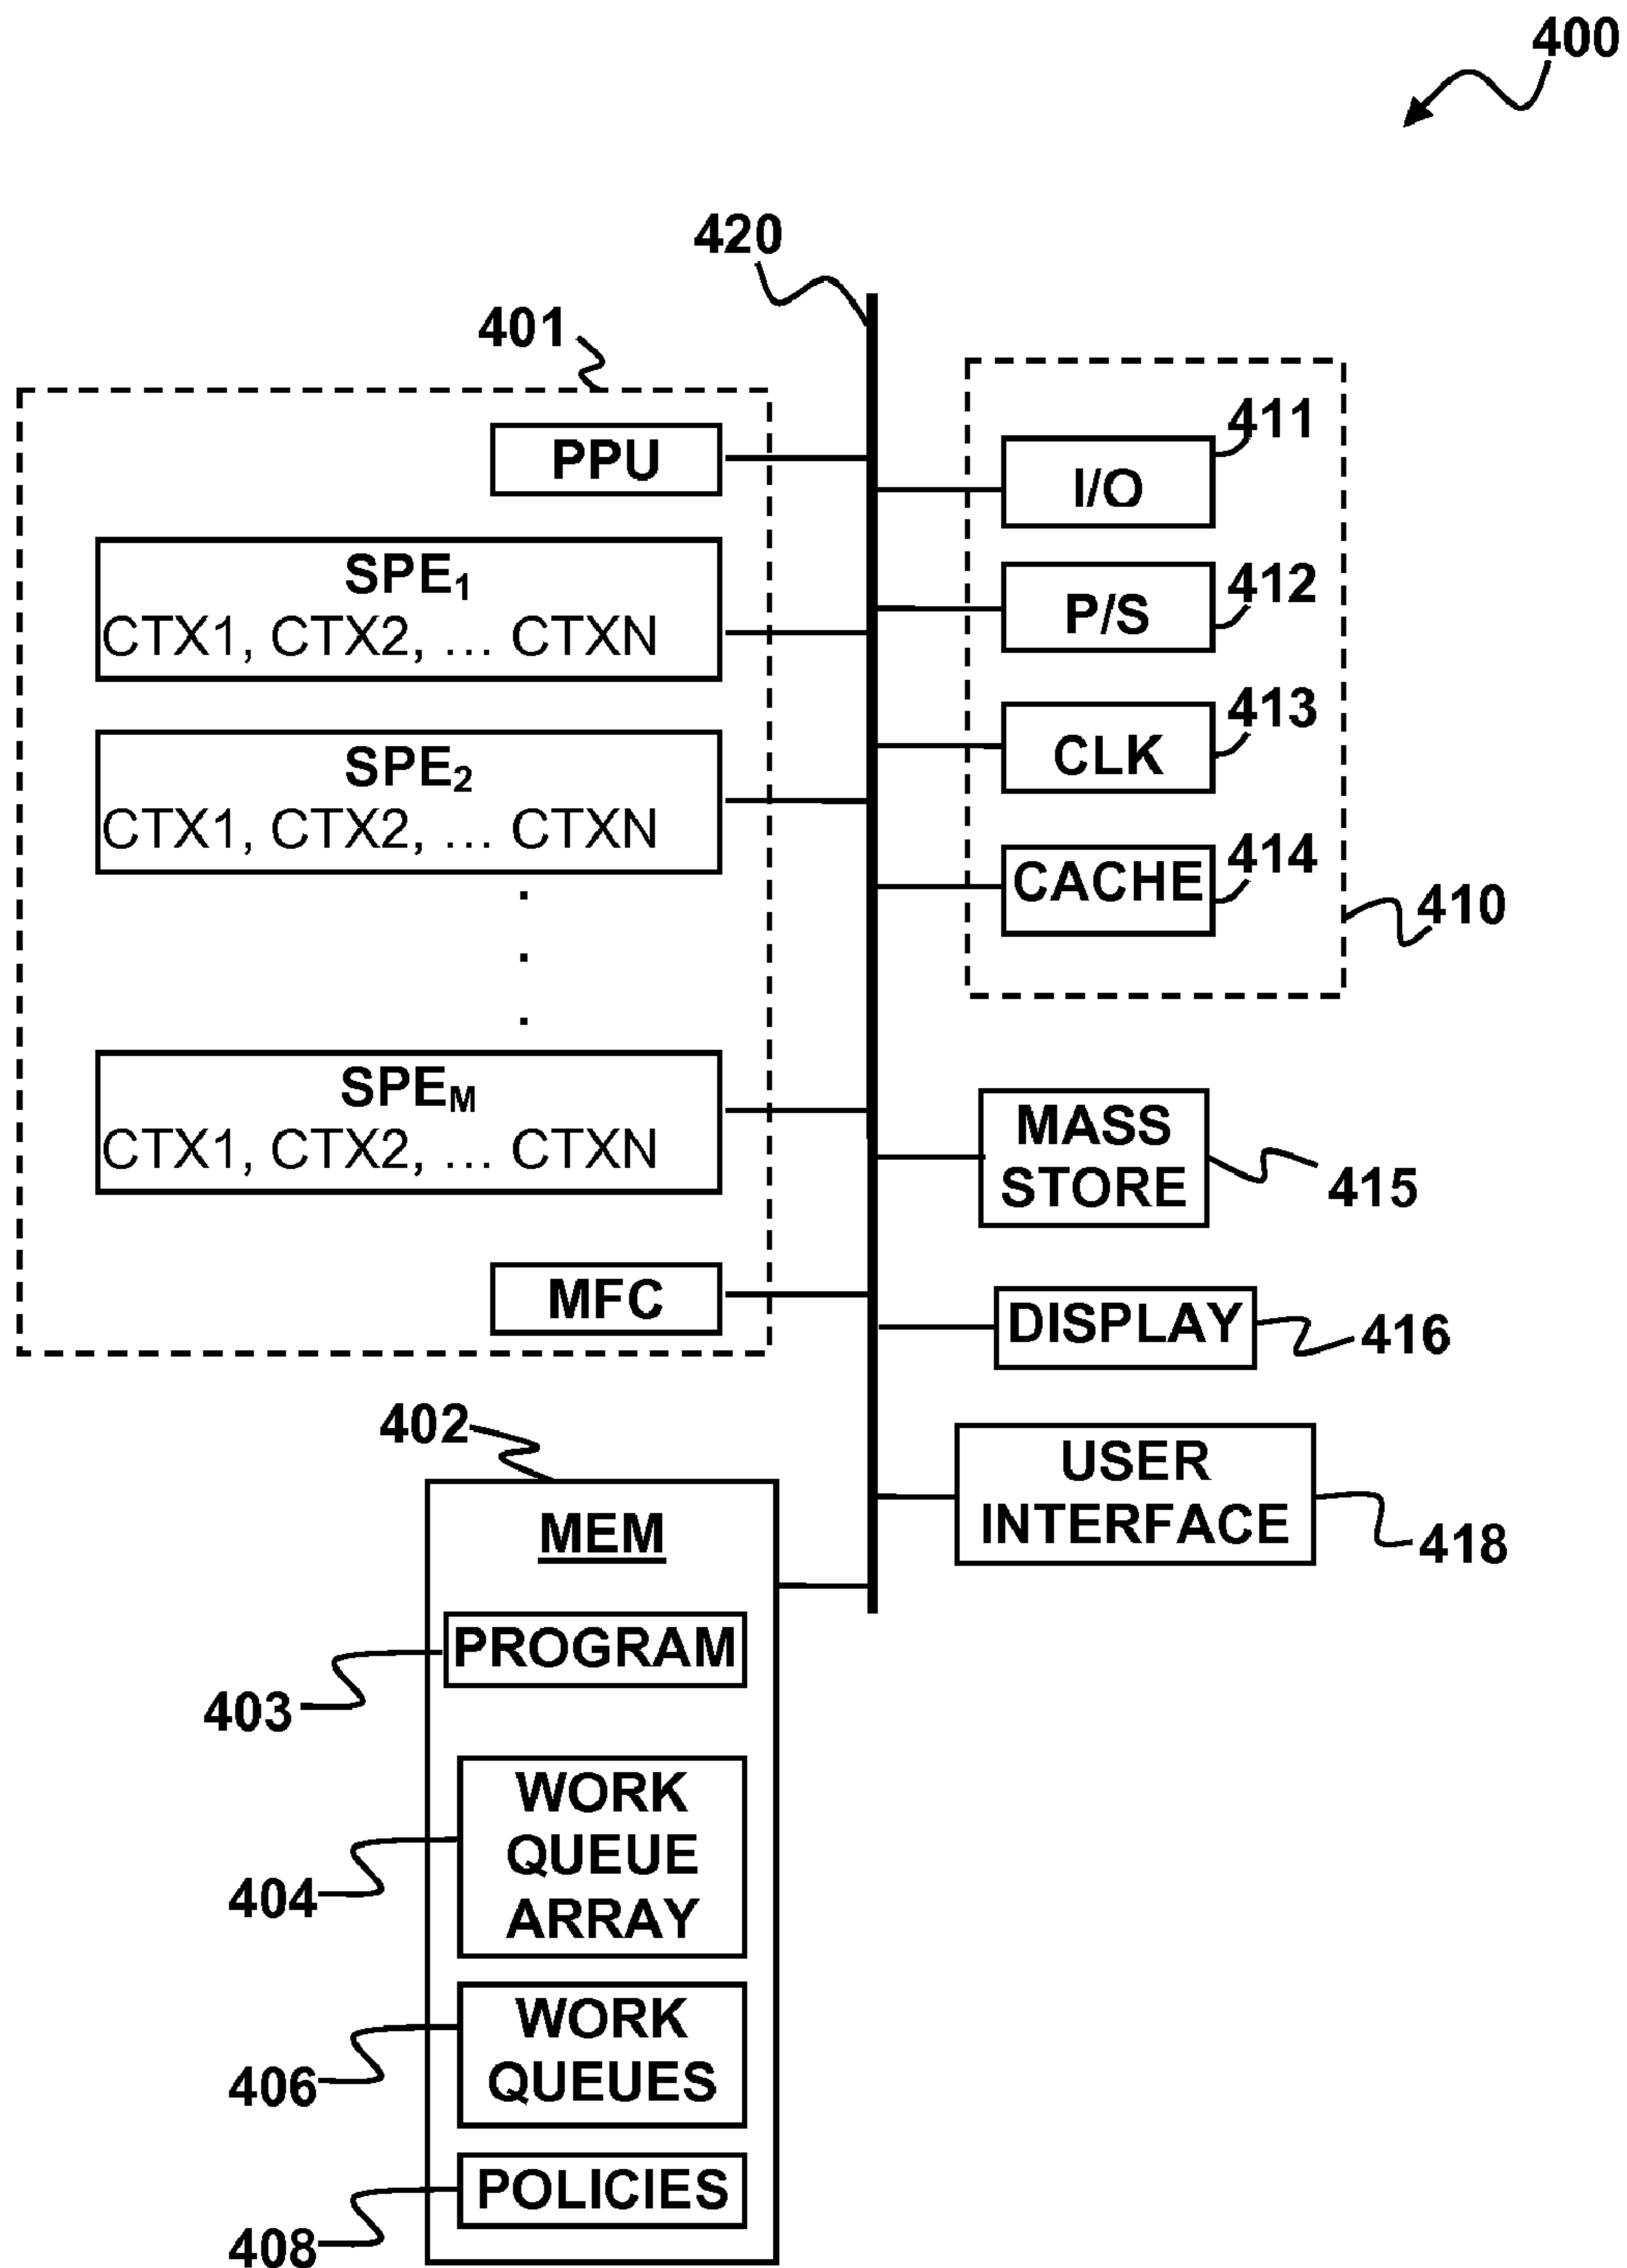 400
420
401
PPU
SPE1
CTX1, CTX2, … CTXN
SPE2
CTX1, CTX2, … CTXN
.
.
.
SPEM
CTX1, CTX2, … CTXN
MFC
411
I/O
412
P/S
413
CLK
414
CACHE
410
MASS
STORE
415
DISPLAY
416
USER
INTERFACE
418
402
MEM
PROGRAM
403
WORK
QUEUE
ARRAY
404
WORK
QUEUES
406
POLICIES
408